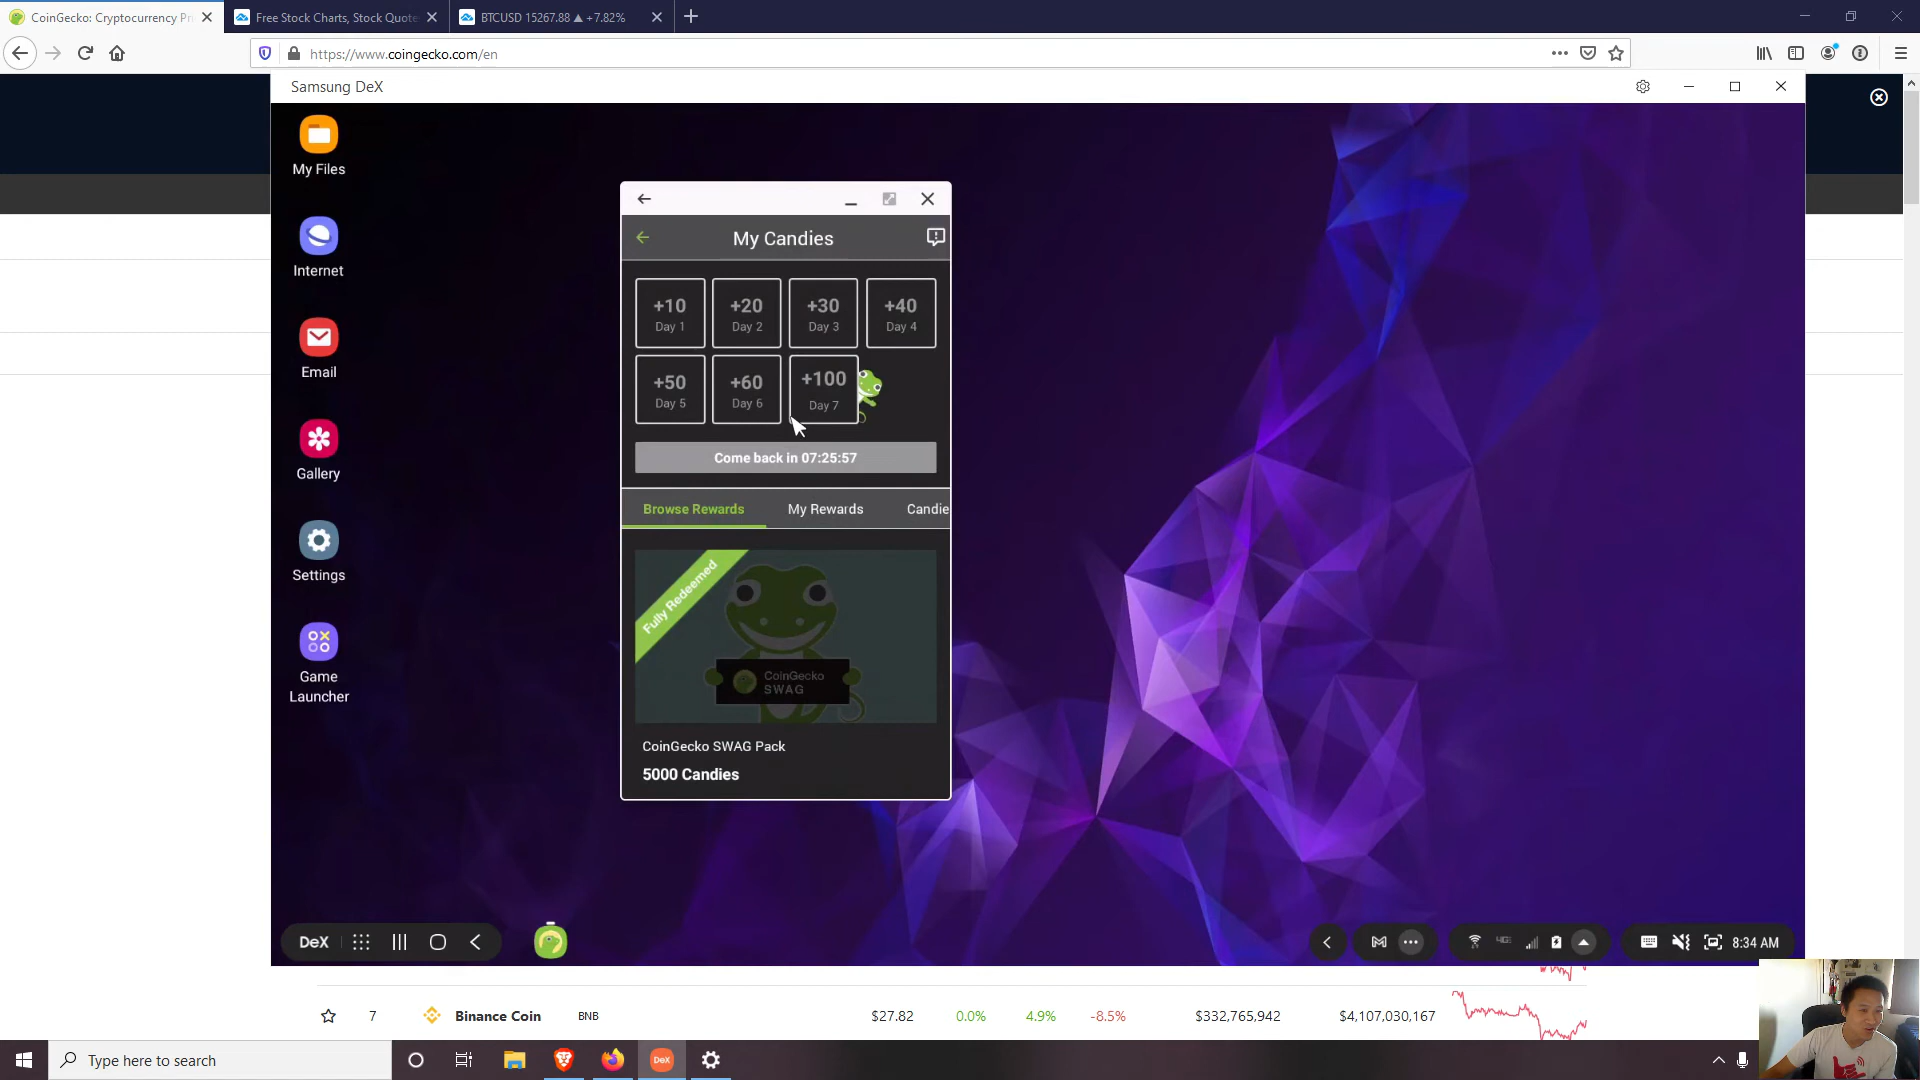 CoinGecko: Cryptocurrency Pri
Free Stock Charts, Stock Quote
BTCUSD 15267.88 ▲ +7.82%
https://www.coingecko.com/en
Samsung DeX
My Files
Internet
Email
Gallery
Settings
Game
Launcher
My Candies
+10
Day 1
+20
Day 2
+30
Day 3
+40
Day 4
+50
Day 5
+60
Day 6
+100
Day 7
Come back in 07:25:57
Browse Rewards
My Rewards
Candie
Fully Redeemed
CoinGecko
SWAG
CoinGecko SWAG Pack
5000 Candies
DeX
8:34 AM
7
Binance Coin
BNB
$27.82
0.0%
4.9%
-8.5%
$332,765,942
$4,107,030,167
Type here to search
DeX